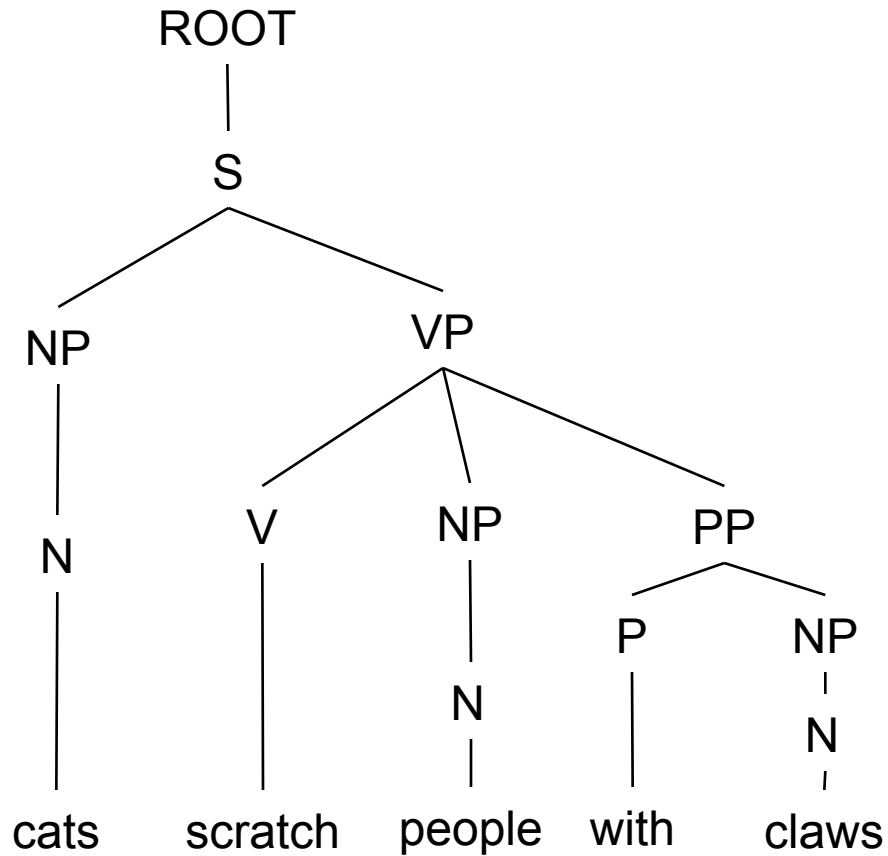 ROOT
S
NP VP
N V NP PP
P NP
N N
cats scratch people with claws